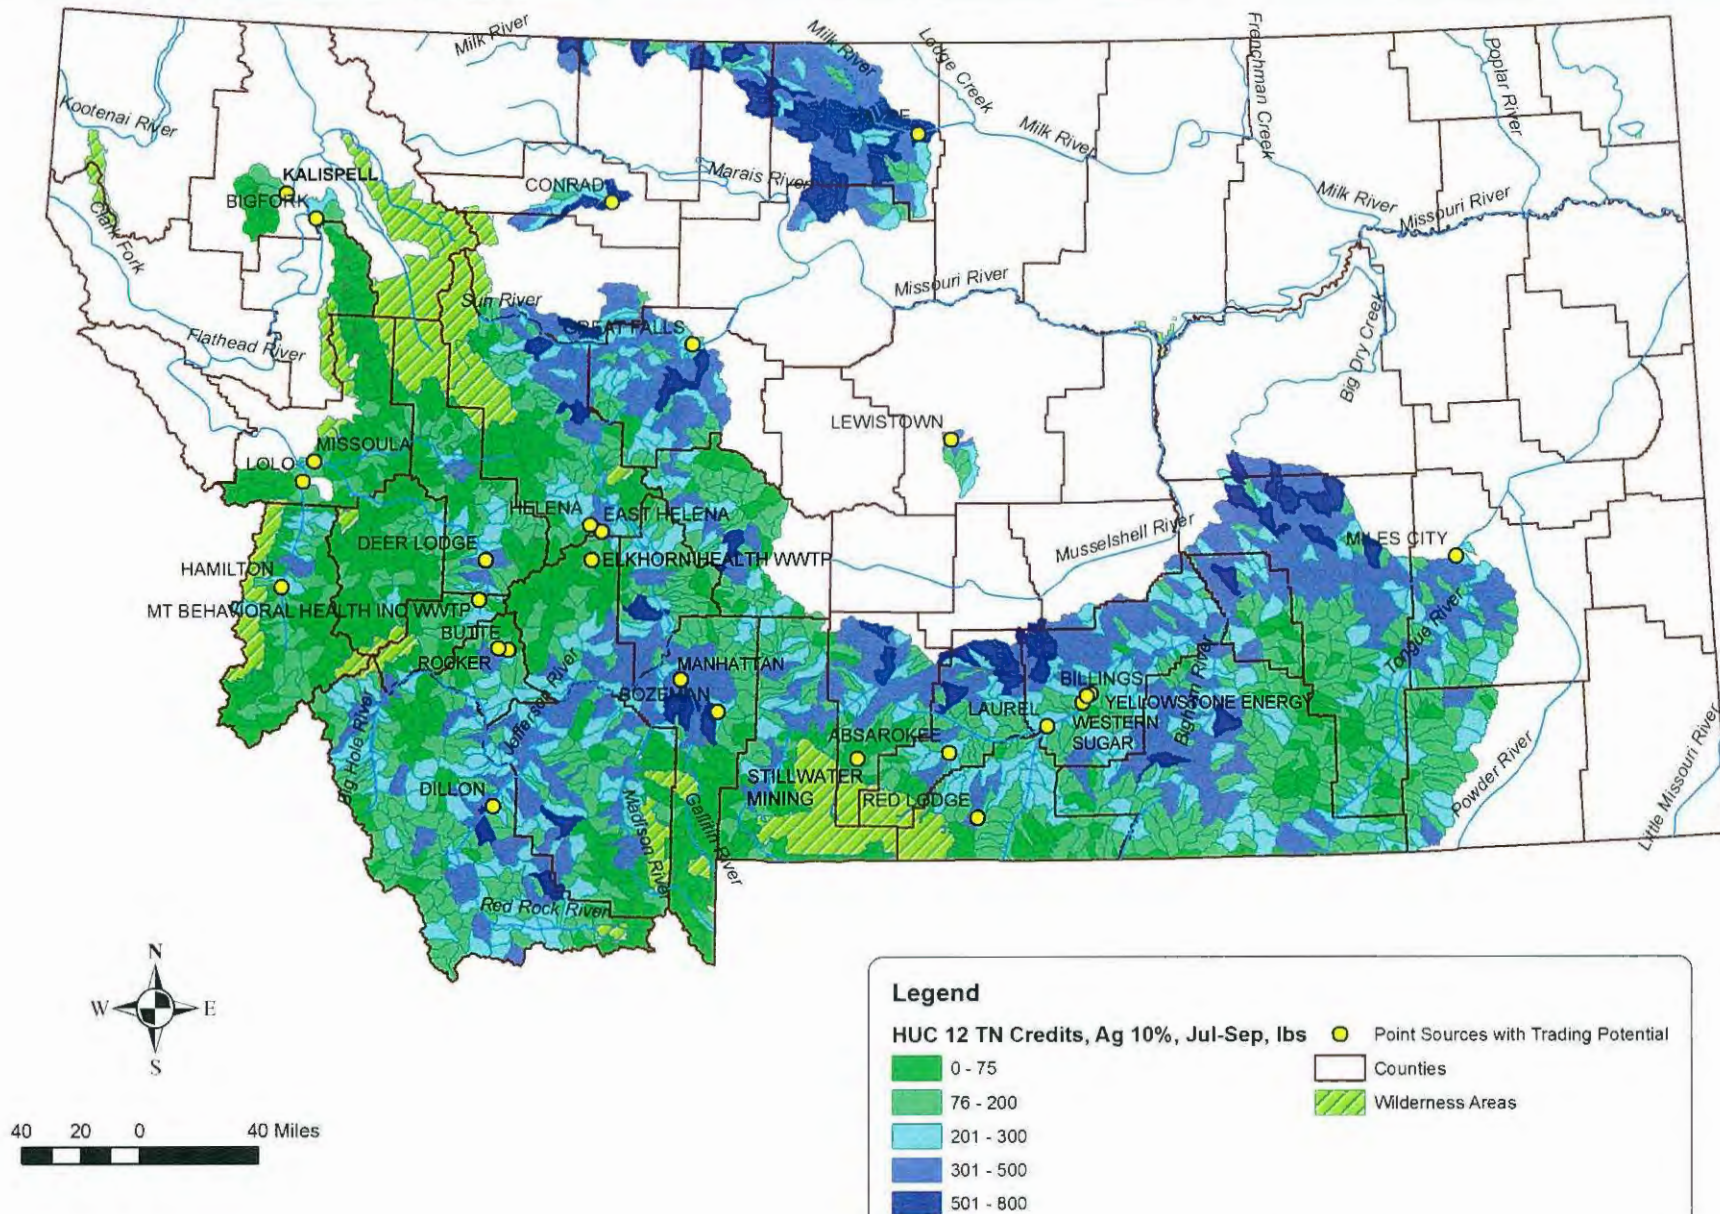 Milk River
Milk River
Lodge Creek
Frenchman Creek
Poplar River
Kootenai River
Milk River
KALISPELL
CONRAD
Marais River
BIGFORK
Milk River
Missouri River
Clark Fork
Missouri River
Sun River
GREAT FALLS
Big Dry Creek
Flathead River
LEWISTOWN
MISSOULA
LOLO
HELENA
EAST HELENA
Musselshell River
MILES CITY
DEER LODGE
ELKHORN HEALTH WWTP
HAMILTON
MT BEHAVIORAL HEALTH INC WWTP
BUTTE
Tongue River
ROCKER
MANHATTAN
Jefferson River
BOZEMAN
BILLINGS
YELLOWSTONE ENERGY
Bighorn River
LAUREL
WESTERN
SUGAR
Big Hole River
ABSAROKEE
STILLWATER
MINING
DILLON
RED LODGE
Powder River
Little Missouri River
Madison River
Gallitin River
Red Rock River
N
W
E
S
40 20 0 40 Miles
Legend
HUC 12 TN Credits, Ag 10%, Jul-Sep, lbs
0 - 75
76 - 200
201 - 300
301 - 500
501 - 800
Point Sources with Trading Potential
Counties
Wilderness Areas